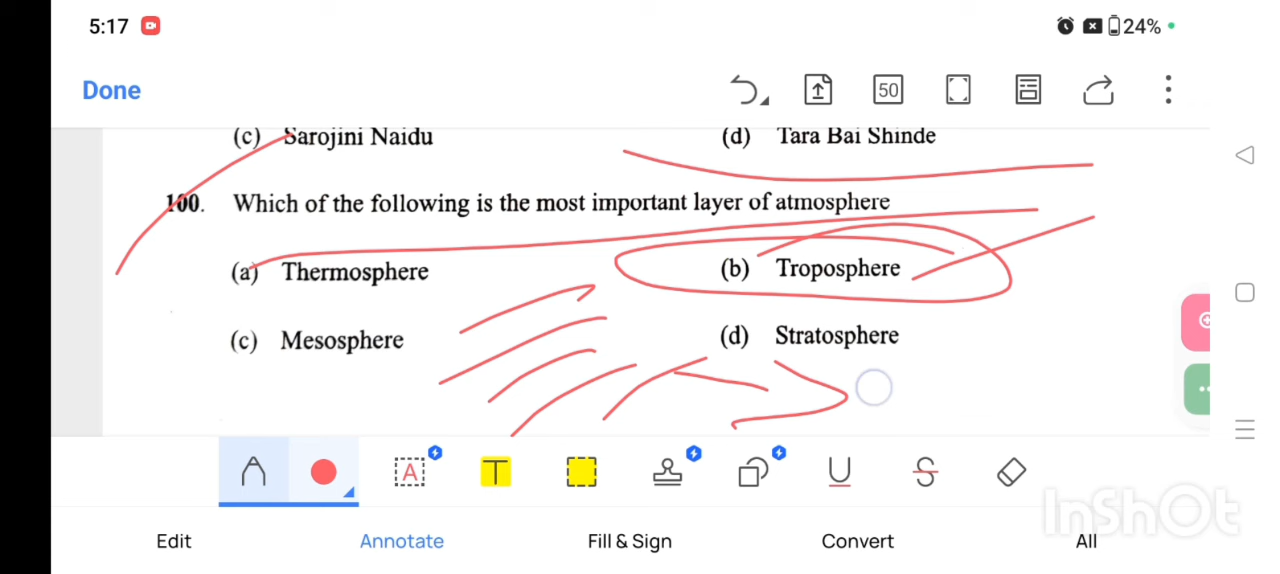 5:17
24%
Done
50
(c) Sarojini Naidu (d) Tara Bai Shinde
100. Which of the following is the most important layer of atmosphere
(a) Thermosphere (b) Troposphere
(c) Mesosphere (d) Stratosphere
A T U S
InShOt
Edit Annotate Fill & Sign Convert All